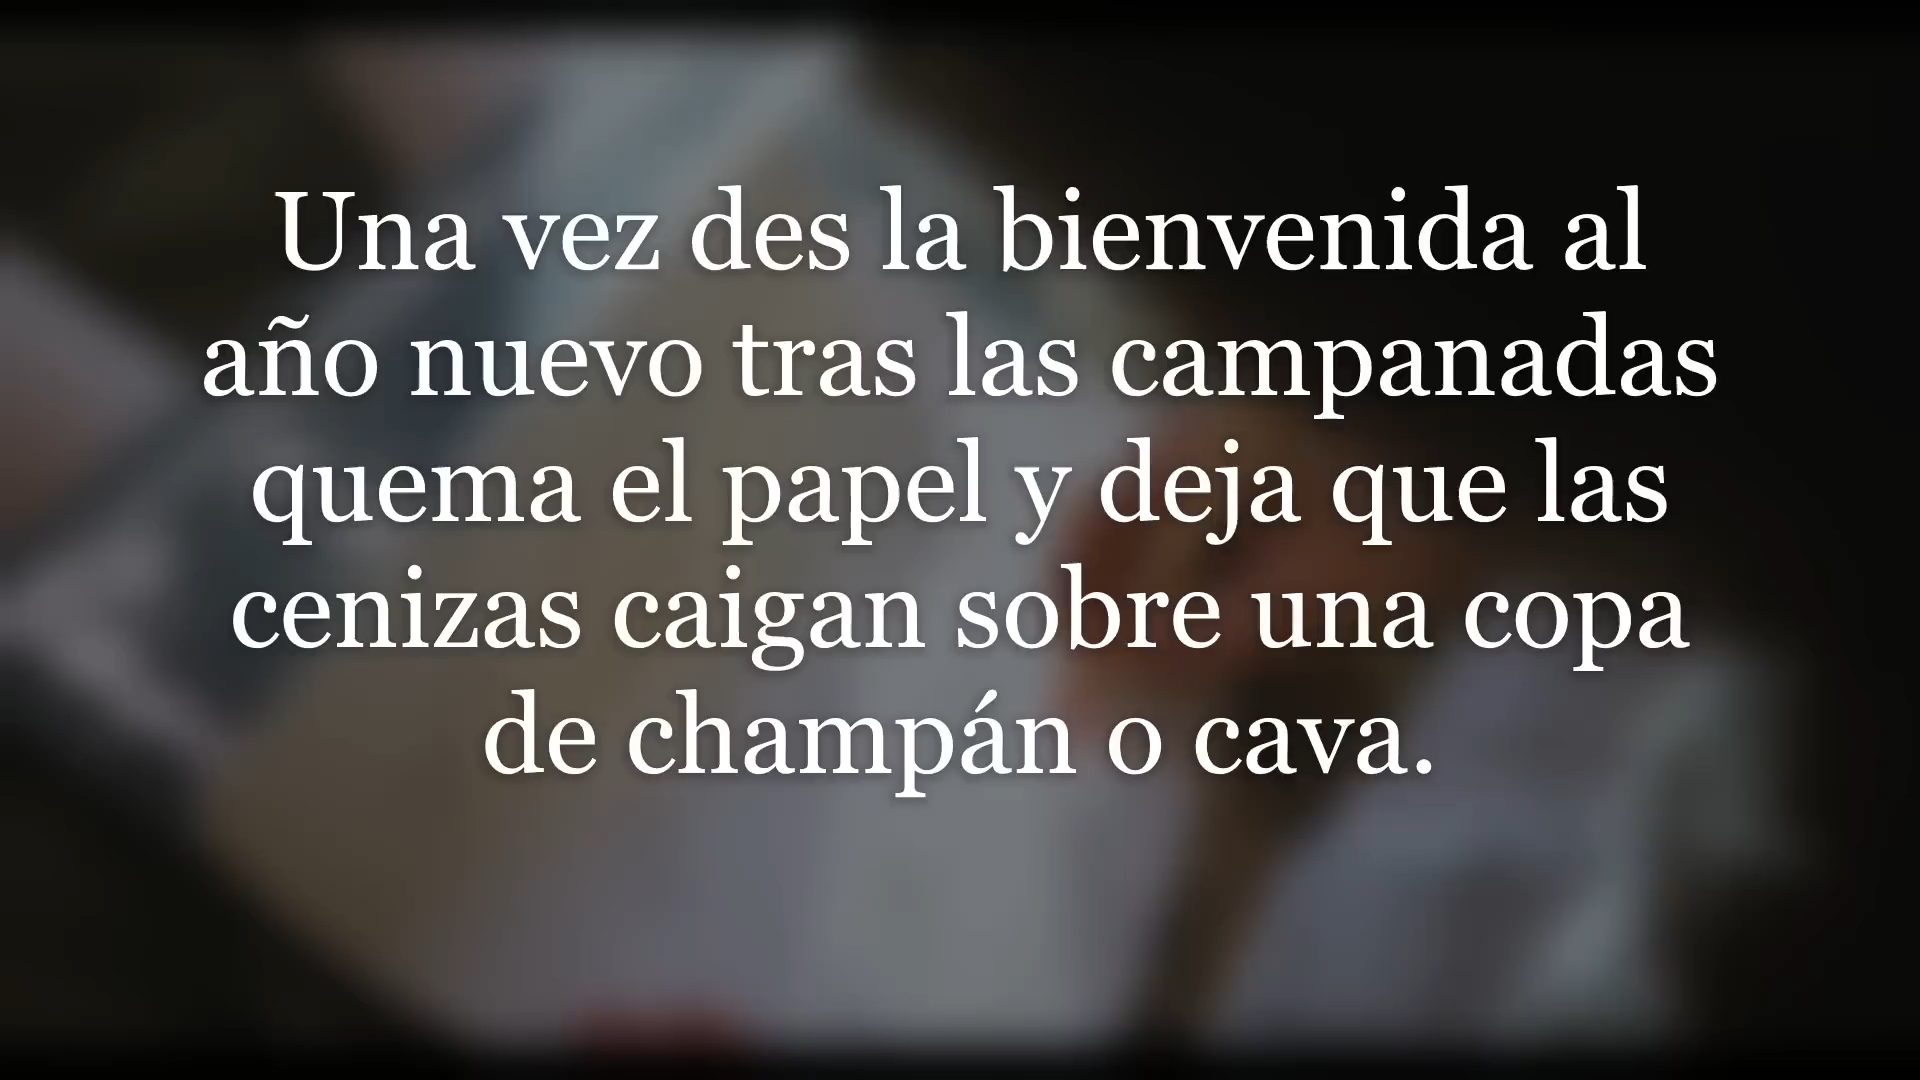 Una vez des la bienvenida al
año nuevo tras las campanadas
quema el papel y deja que las
cenizas caigan sobre una copa
de champán o cava.